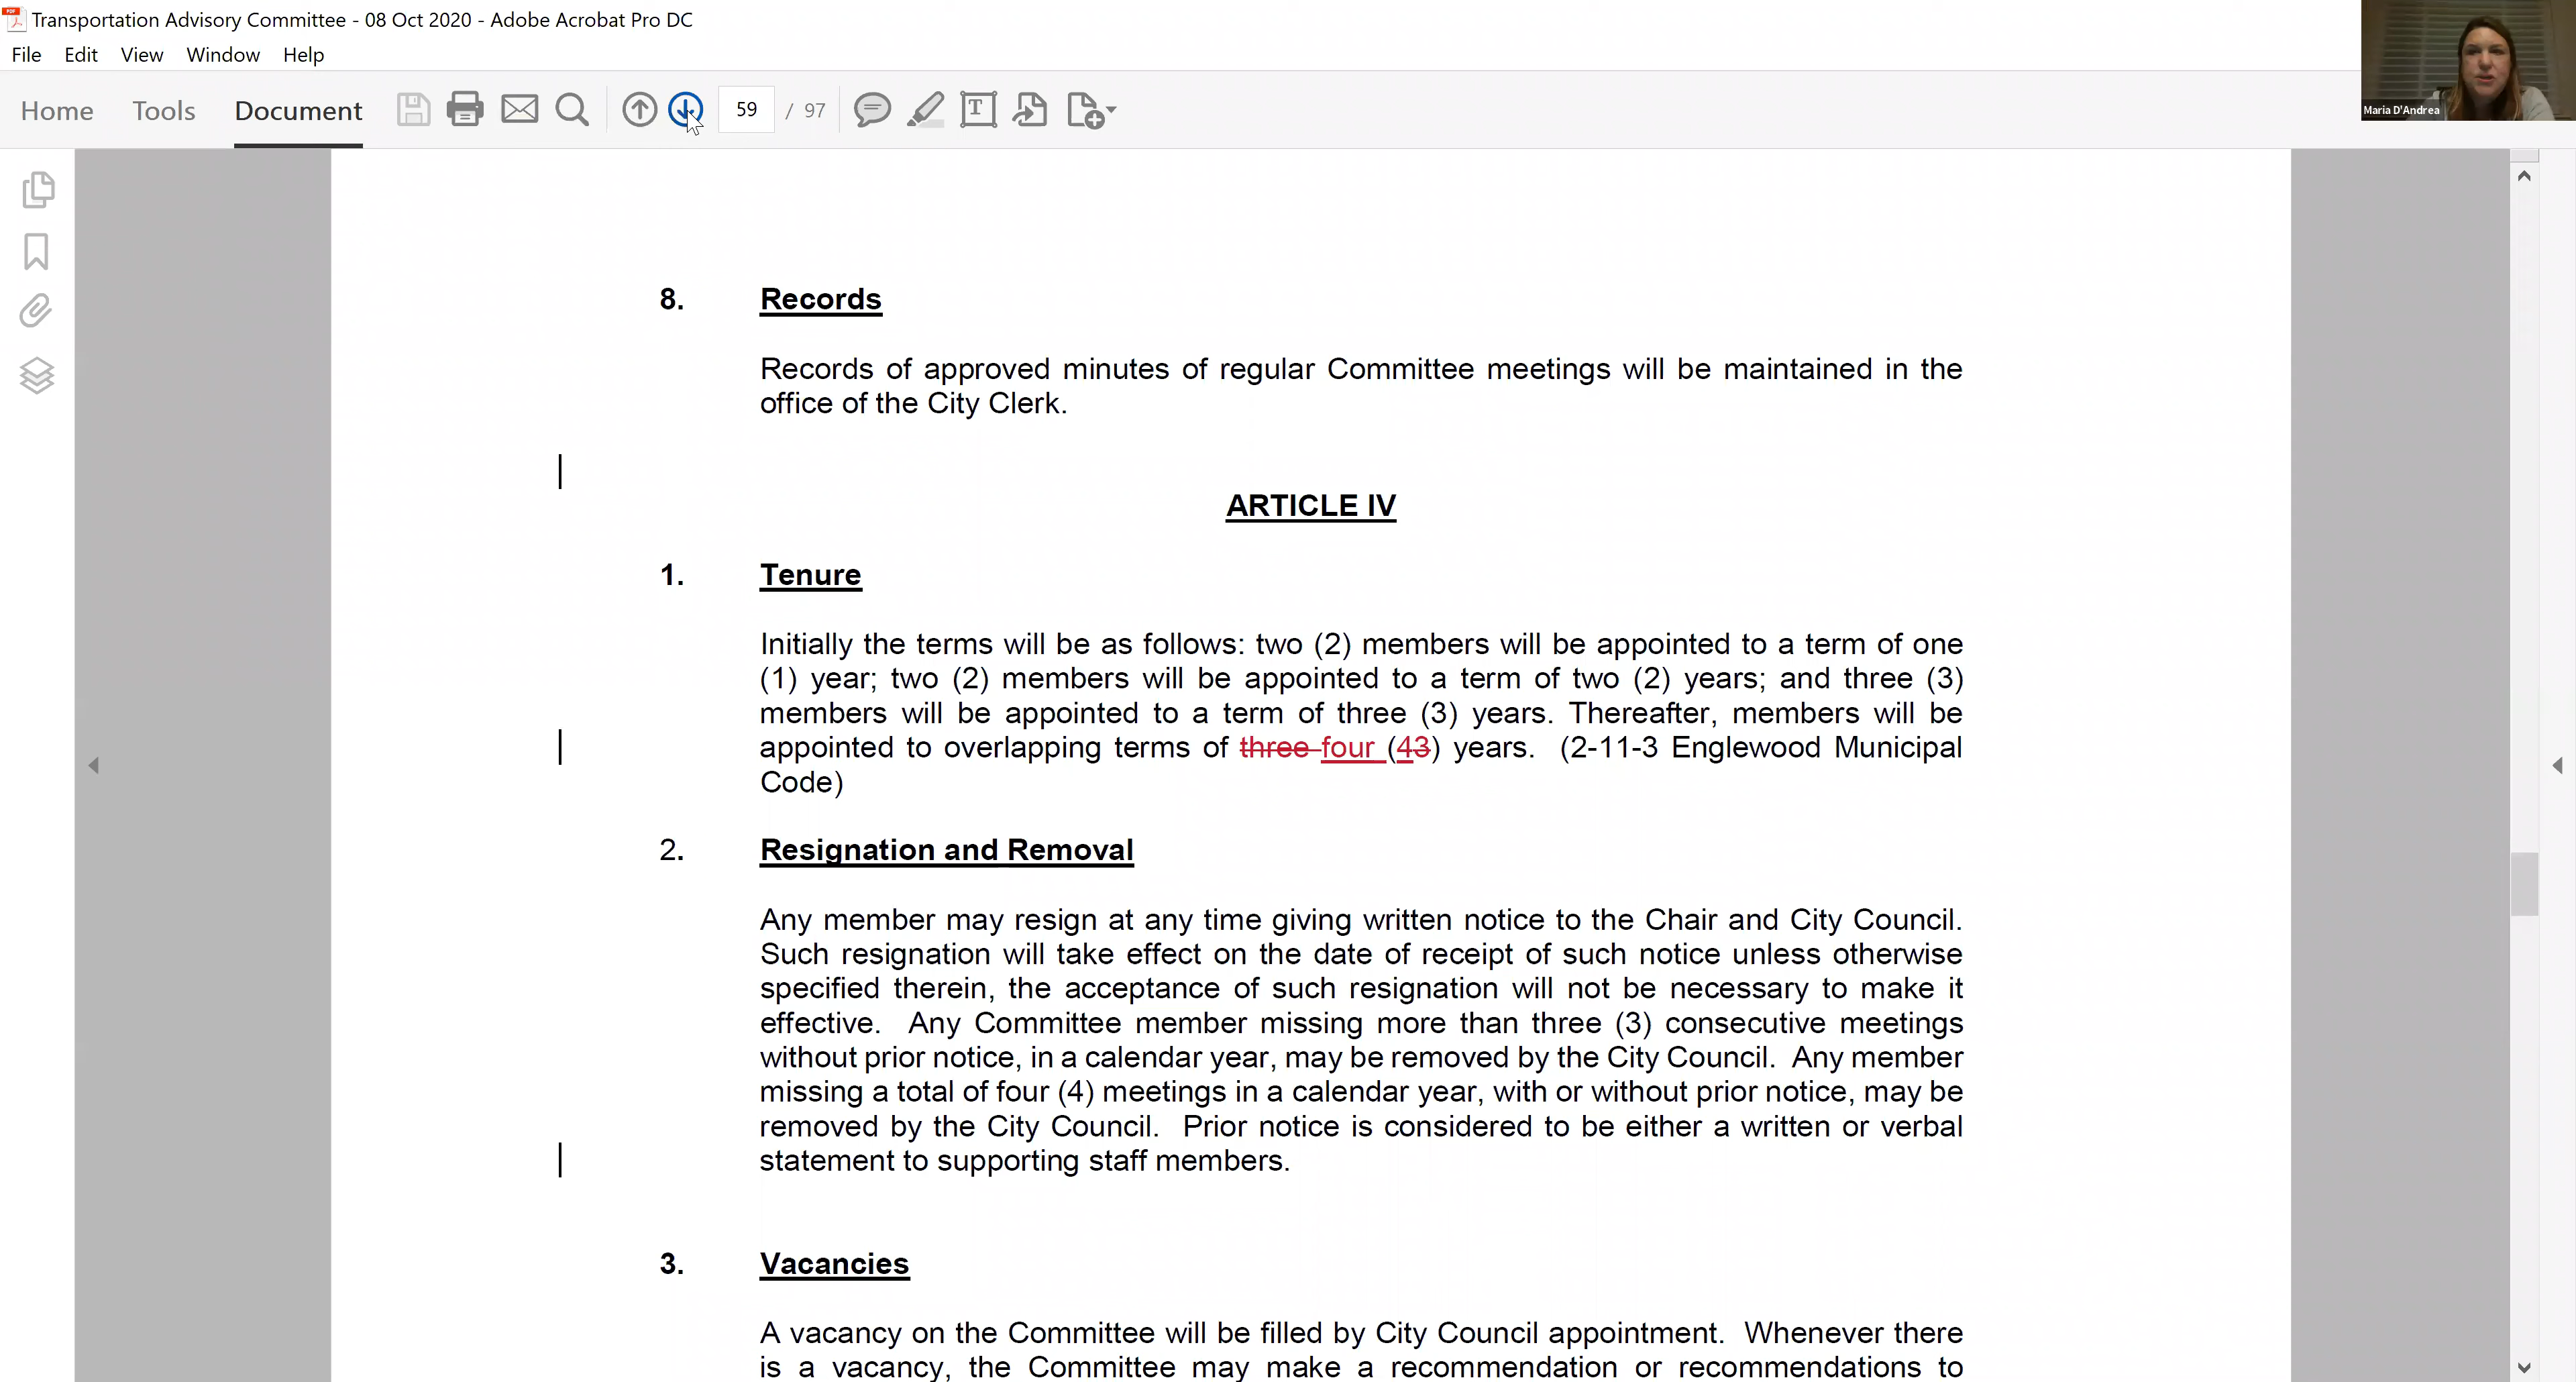 Transportation Advisory Committee - 08 Oct 2020 - Adobe Acrobat Pro DC
File Edit View Window Help
Home Tools Document 59 / 97
Maria D'Andrea
8. Records
Records of approved minutes of regular Committee meetings will be maintained in the
office of the City Clerk.
ARTICLE IV
1. Tenure
Initially the terms will be as follows: two (2) members will be appointed to a term of one
(1) year; two (2) members will be appointed to a term of two (2) years; and three (3)
members will be appointed to a term of three (3) years. Thereafter, members will be
appointed to overlapping terms of three four (43) years. (2-11-3 Englewood Municipal
Code)
2. Resignation and Removal
Any member may resign at any time giving written notice to the Chair and City Council.
Such resignation will take effect on the date of receipt of such notice unless otherwise
specified therein, the acceptance of such resignation will not be necessary to make it
effective. Any Committee member missing more than three (3) consecutive meetings
without prior notice, in a calendar year, may be removed by the City Council. Any member
missing a total of four (4) meetings in a calendar year, with or without prior notice, may be
removed by the City Council. Prior notice is considered to be either a written or verbal
statement to supporting staff members.
3. Vacancies
A vacancy on the Committee will be filled by City Council appointment. Whenever there
is a vacancy, the Committee may make a recommendation or recommendations to